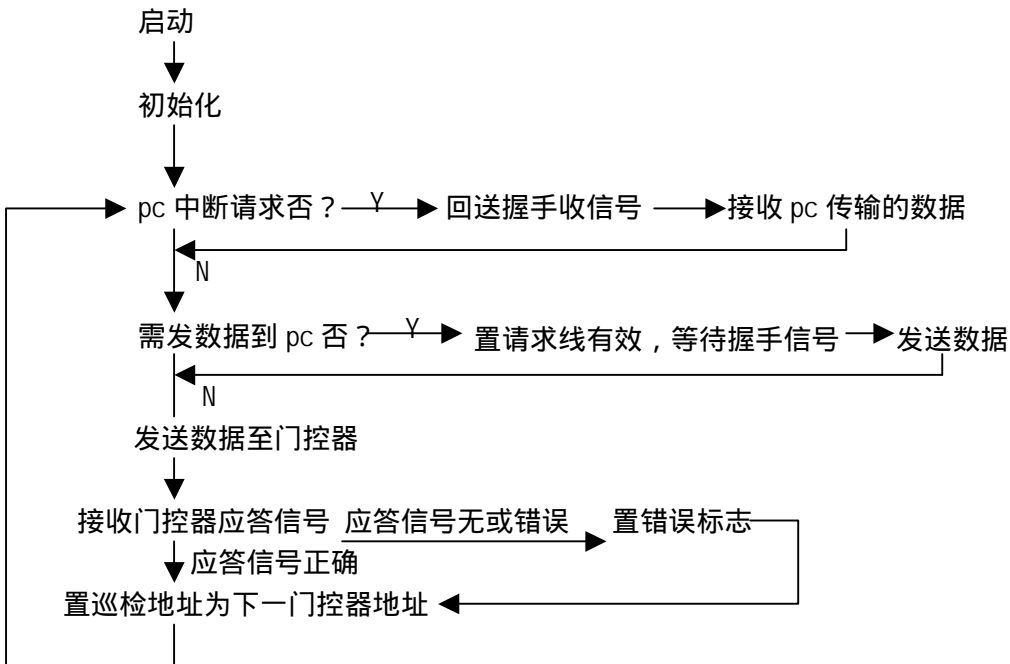 启动
初始化
pc 中断请求否？ Y 回送握手收信号 接收 pc 传输的数据
N
需发数据到 pc 否？ Y 置请求线有效，等待握手信号 发送数据
N
发送数据至门控器
接收门控器应答信号 应答信号无或错误 置错误标志
应答信号正确
置巡检地址为下一门控器地址